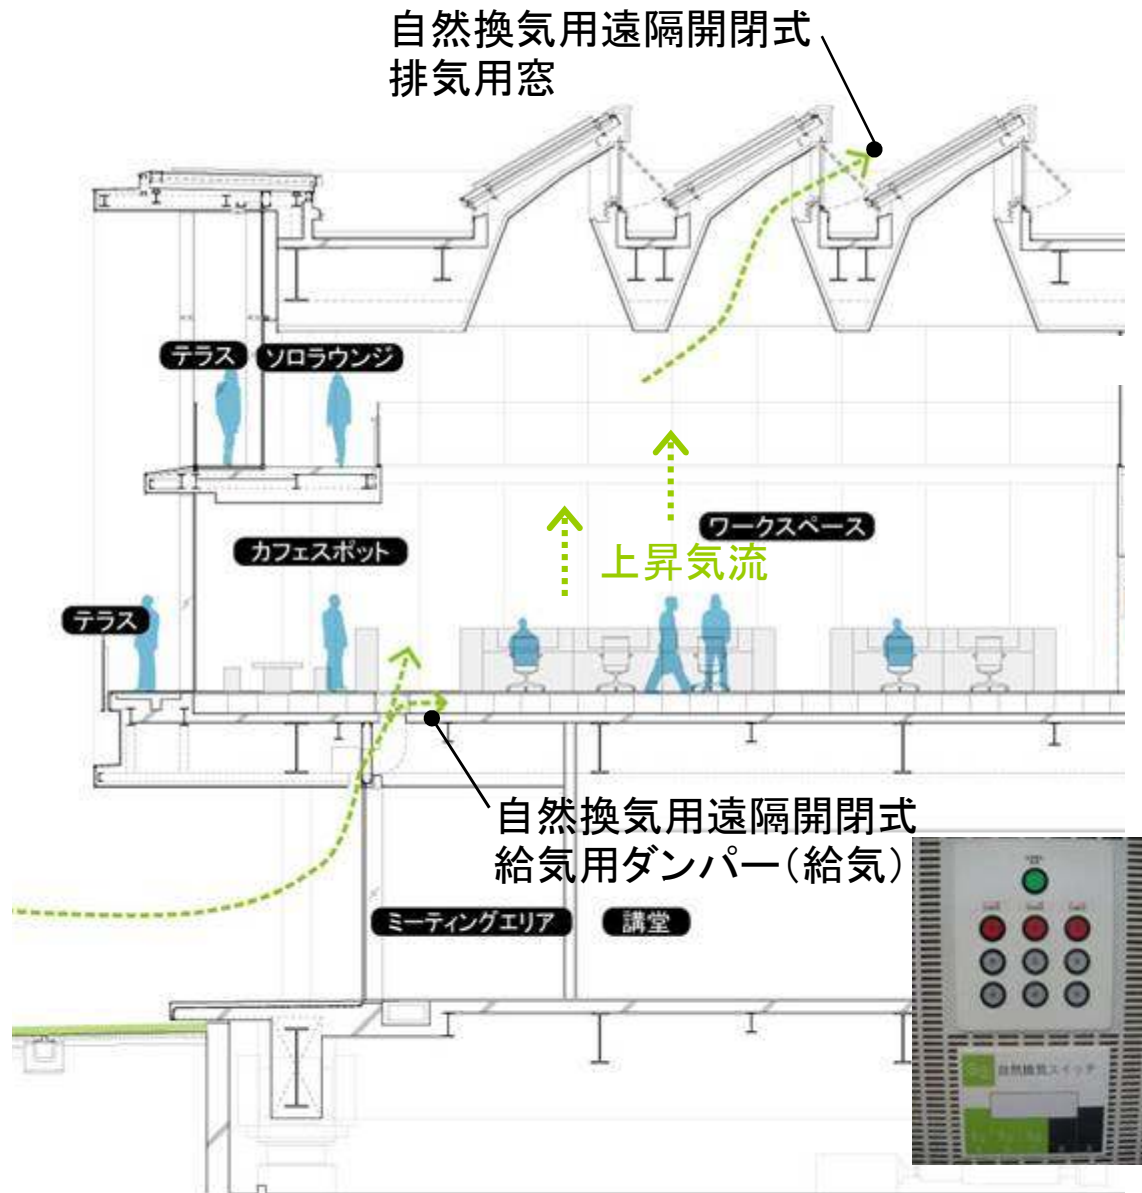 自然換気用遠隔開閉式
排気用窓
テラス
ソロラウンジ
ワークスペース
カフェスポット
上昇気流
テラス
自然換気用遠隔開閉式
給気用ダンパー(給気)
ミーティングエリア
講堂
自然換気スイッチ